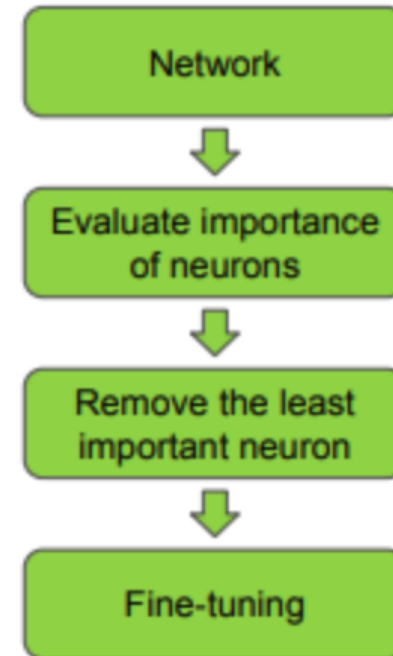 Network
Evaluate importance
of neurons
Remove the least
important neuron
Fine-tuning